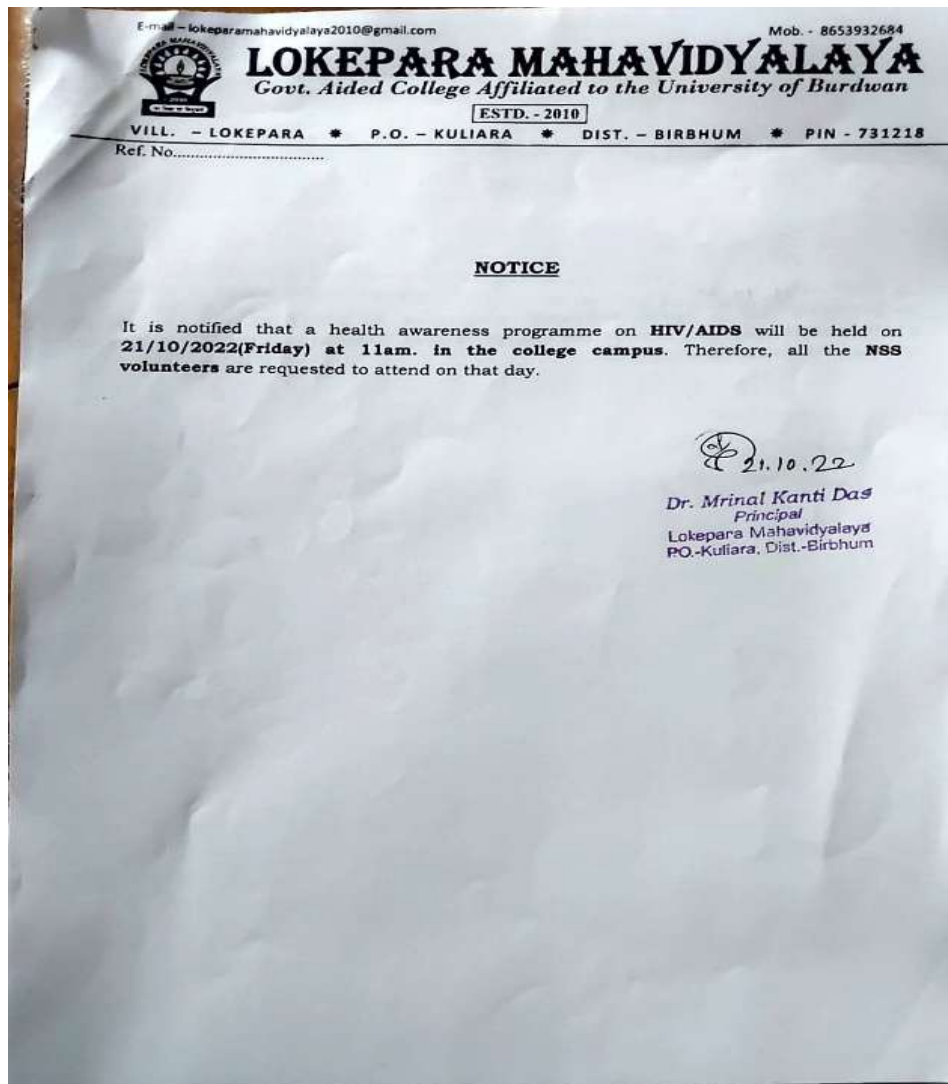 E-mail – lokeparamahavidyalaya2010@gmail.com Mob. - 8653932684
LOKEPARA MAHAVIDYALAYA
Govt. Aided College Affiliated to the University of Burdwan
ESTD. - 2010
VILL. – LOKEPARA * P.O. – KULIARA * DIST. – BIRBHUM * PIN - 731218
Ref. No.................................
NOTICE
It is notified that a health awareness programme on HIV/AIDS will be held on
21/10/2022(Friday) at 11am. in the college campus. Therefore, all the NSS
volunteers are requested to attend on that day.
21.10.22
Dr. Mrinal Kanti Das
Principal
Lokepara Mahavidyalaya
P.O.-Kuliara, Dist.-Birbhum